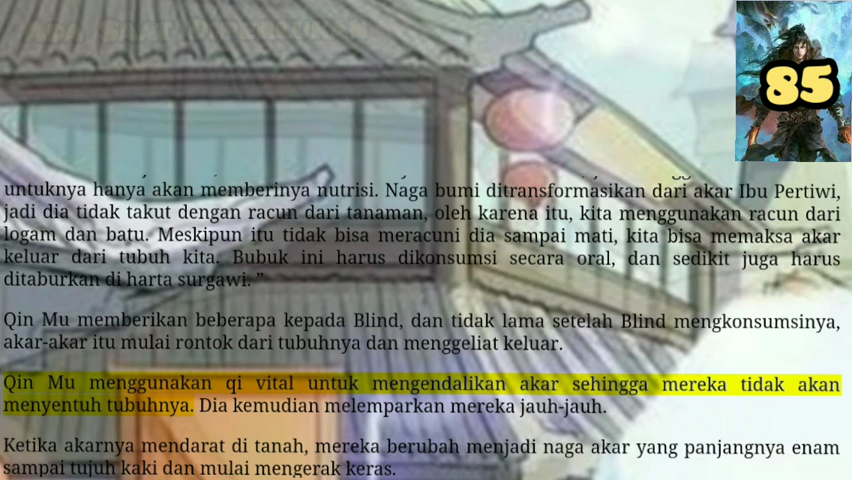 85
untuknya hanya akan memberinya nutrisi. Naga bumi ditransformasikan dari akar Ibu Pertiwi,
jadi dia tidak takut dengan racun dari tanaman, oleh karena itu, kita menggunakan racun dari
logam dan batu. Meskipun itu tidak bisa meracuni dia sampai mati, kita bisa memaksa akar
keluar dari tubuh kita. Bubuk ini harus dikonsumsi secara oral, dan sedikit juga harus
ditaburkan di harta surgawi. ”
Qin Mu memberikan beberapa kepada Blind, dan tidak lama setelah Blind mengkonsumsinya,
akar-akar itu mulai rontok dari tubuhnya dan menggeliat keluar.
Qin Mu menggunakan qi vital untuk mengendalikan akar sehingga mereka tidak akan
menyentuh tubuhnya. Dia kemudian melemparkan mereka jauh-jauh.
Ketika akarnya mendarat di tanah, mereka berubah menjadi naga akar yang panjangnya enam
sampai tujuh kaki dan mulai mengerak keras.